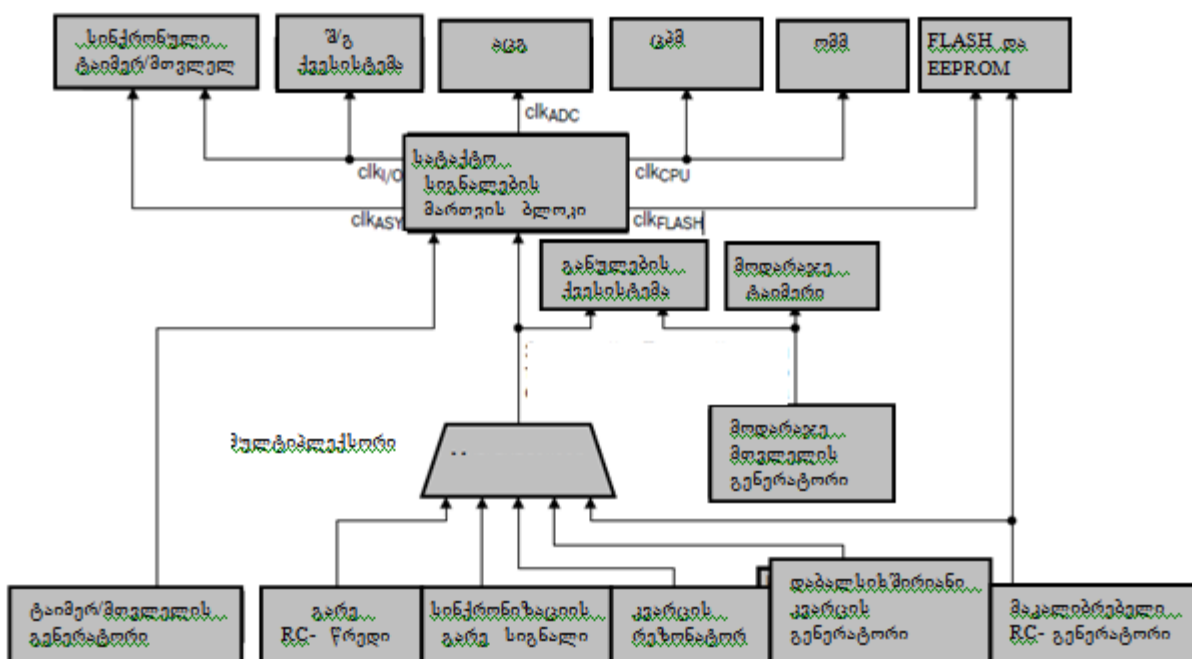 სინქრონული
ტაიმერ/მთვლელ
შ/გ
ქვესისტემა
აცგ
ცპმ
ომმ
FLASH და
EEPROM
clkADC
სატაქტო
სიგნალების
მართვის ბლოკი
clkI/O
clkASY
clkCPU
clkFLASH
განულების
ქვესისტემა
მოდარაჯე
ტაიმერი
მულტიპლექსორი
მოდარაჯე
მთვლელის
გენერატორი
ტაიმერ/მთვლელის
გენერატორი
გარე
RC- წრედი
სინქრონიზაციის
გარე სიგნალი
კვარცის
რეზონატორ
დაბალსიხშირიანი
კვარცის
გენერატორი
მაკალიბრებელი
RC- გენერატორი